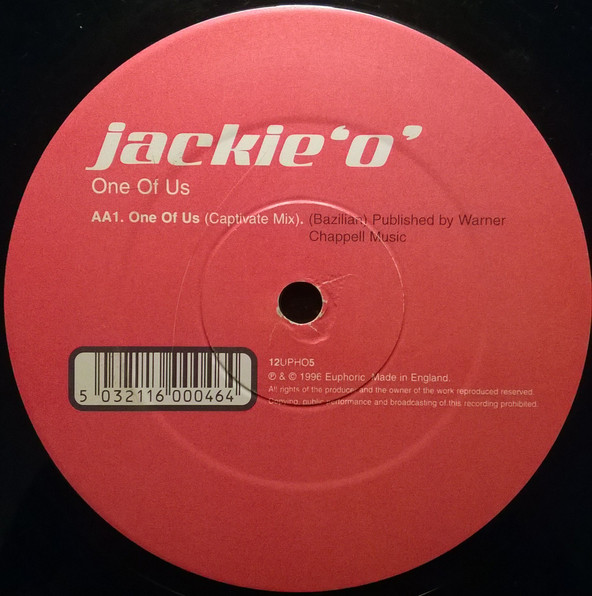 jackie‘o’
One Of Us
AA1. One Of Us (Captivate Mix). (Bazilian) Published by Warner
Chappell Music
12UPHO5
℗ & © 1996 Euphoric. Made in England.
All rights of the producer and the owner of the work reproduced reserved.
Copying, public performance and broadcasting of this recording prohibited.
5 032116 000464